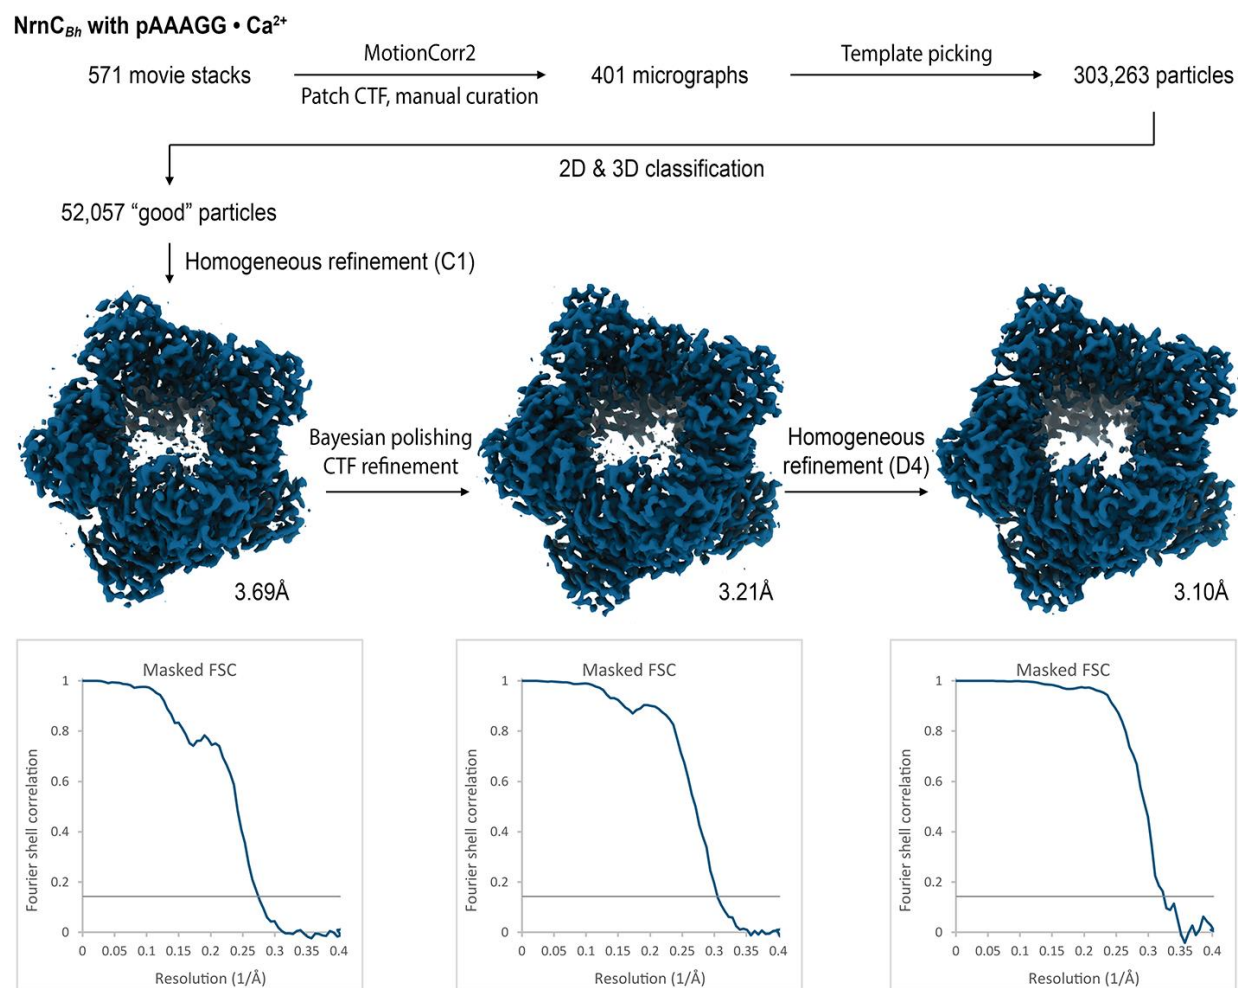 NrnCBh with pAAAGG • Ca2+
571 movie stacks
MotionCorr2
Patch CTF, manual curation
401 micrographs
Template picking
303,263 particles
2D & 3D classification
52,057 “good” particles
Homogeneous refinement (C1)
Bayesian polishing
CTF refinement
Homogeneous
refinement (D4)
3.69Å
3.21Å
3.10Å
Masked FSC
Fourier shell correlation
1
0.8
0.6
0.4
0.2
0
0 0.05 0.1 0.15 0.2 0.25 0.3 0.35 0.4
Resolution (1/Å)
Masked FSC
Fourier shell correlation
1
0.8
0.6
0.4
0.2
0
0 0.05 0.1 0.15 0.2 0.25 0.3 0.35 0.4
Resolution (1/Å)
Masked FSC
Fourier shell correlation
1
0.8
0.6
0.4
0.2
0
0 0.05 0.1 0.15 0.2 0.25 0.3 0.35 0.4
Resolution (1/Å)